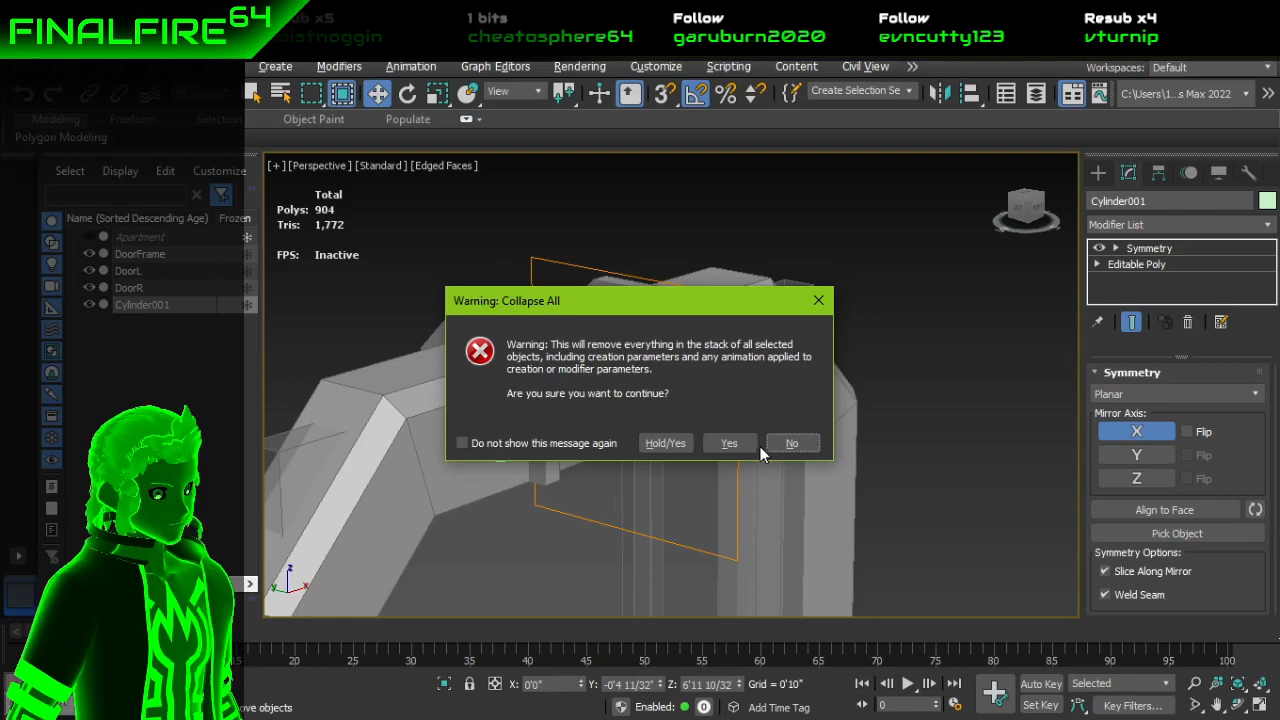 FINALFIRE64
Resub x5
1 bits
cheatosphere64
Follow
garuburn2020
Follow
evncutty123
Resub x4
vturnip
Create Modifiers Animation Graph Editors Rendering Customize Scripting Content Civil View
Workspaces: Default
View
Create Selection Se
C:\Users\1...s Max 2022
Modeling Freeform Selection Object Paint Populate
Polygon Modeling
Select Display Edit Customize
Name (Sorted Descending Age) Frozen
Apartment
DoorFrame
DoorL
DoorR
Cylinder001
[+] [Perspective] [Standard] [Edged Faces]
Total
Polys: 904
Tris: 1,772
FPS: Inactive
Warning: Collapse All
Warning: This will remove everything in the stack of all selected
objects, including creation parameters and any animation applied to
creation or modifier parameters.
Are you sure you want to continue?
Do not show this message again
Hold/Yes
Yes
No
Cylinder001
Modifier List
Symmetry
Editable Poly
Symmetry
Planar
Mirror Axis:
X Flip
Y Flip
Z Flip
Align to Face
Pick Object
Symmetry Options:
Slice Along Mirror
Weld Seam
z
y
x
15 20 25 30 35 40 45 50 55 60 65 70 75 80 85 90 95 100
X: 0'0" Y: -0'4 11/32" Z: 6'11 10/32" Grid = 0'10"
Auto Key Selected
ove objects
Enabled: 0 Add Time Tag
0
Set Key Key Filters...